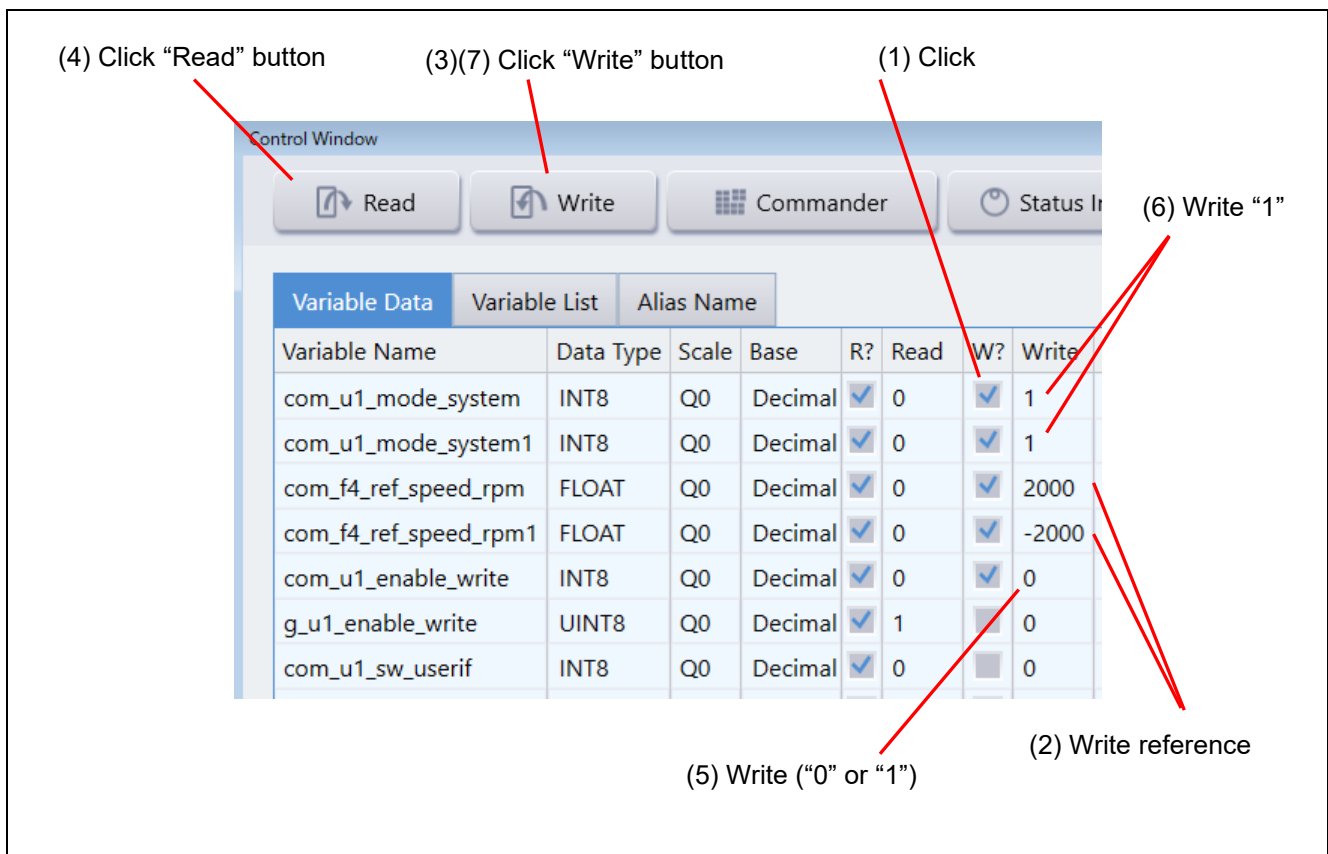 (4) Click “Read” button (3)(7) Click “Write” button (1) Click
Control Window
Read Write Commander Status I
(6) Write “1”
Variable Data Variable List Alias Name
Variable Name Data Type Scale Base R? Read W? Write
com_u1_mode_system INT8 Q0 Decimal 0 1
com_u1_mode_system1 INT8 Q0 Decimal 0 1
com_f4_ref_speed_rpm FLOAT Q0 Decimal 0 2000
com_f4_ref_speed_rpm1 FLOAT Q0 Decimal 0 -2000
com_u1_enable_write INT8 Q0 Decimal 0 0
g_u1_enable_write UINT8 Q0 Decimal 1 0
com_u1_sw_userif INT8 Q0 Decimal 0 0
(2) Write reference
(5) Write (“0” or “1”)